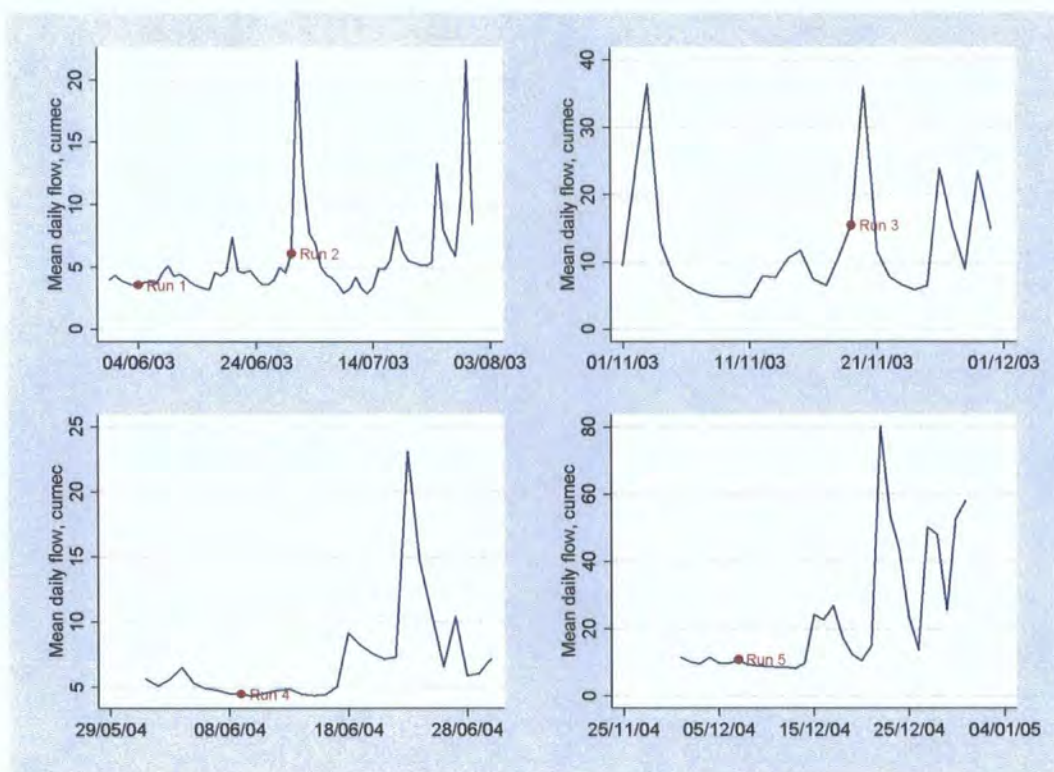 Mean daily flow, cumec
20
15
10
5
0
Run 1
Run 2
04/06/03 24/06/03 14/07/03 03/08/03
Mean daily flow, cumec
40
30
20
10
0
Run 3
01/11/03 11/11/03 21/11/03 01/12/03
Mean daily flow, cumec
25
20
15
10
5
Run 4
29/05/04 08/06/04 18/06/04 28/06/04
Mean daily flow, cumec
80
60
40
20
0
Run 5
25/11/04 05/12/04 15/12/04 25/12/04 04/01/05